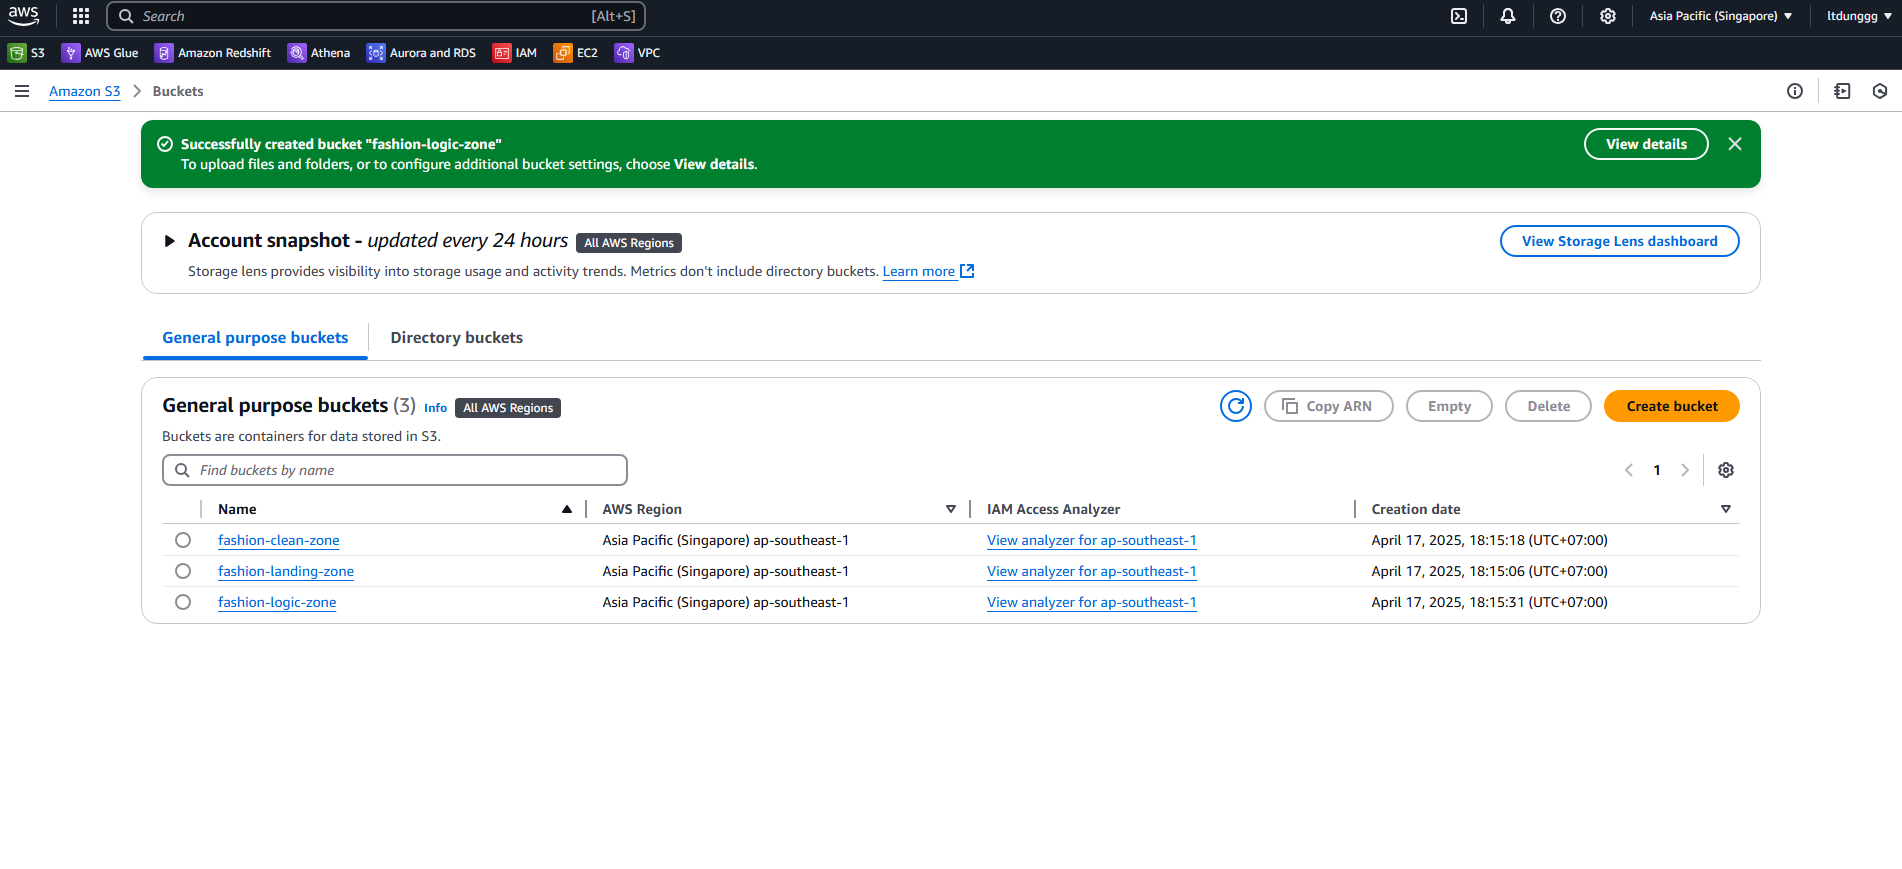 aws Search [Alt+S] Asia Pacific (Singapore) ltdunggg
S3 AWS Glue Amazon Redshift Athena Aurora and RDS IAM EC2 VPC
Amazon S3 Buckets
Successfully created bucket "fashion-logic-zone" View details
To upload files and folders, or to configure additional bucket settings, choose View details.
Account snapshot - updated every 24 hours All AWS Regions View Storage Lens dashboard
Storage lens provides visibility into storage usage and activity trends. Metrics don't include directory buckets. Learn more
General purpose buckets Directory buckets
General purpose buckets (3) Info All AWS Regions Copy ARN Empty Delete Create bucket
Buckets are containers for data stored in S3.
Find buckets by name 1
Name AWS Region IAM Access Analyzer Creation date
fashion-clean-zone Asia Pacific (Singapore) ap-southeast-1 View analyzer for ap-southeast-1 April 17, 2025, 18:15:18 (UTC+07:00)
fashion-landing-zone Asia Pacific (Singapore) ap-southeast-1 View analyzer for ap-southeast-1 April 17, 2025, 18:15:06 (UTC+07:00)
fashion-logic-zone Asia Pacific (Singapore) ap-southeast-1 View analyzer for ap-southeast-1 April 17, 2025, 18:15:31 (UTC+07:00)